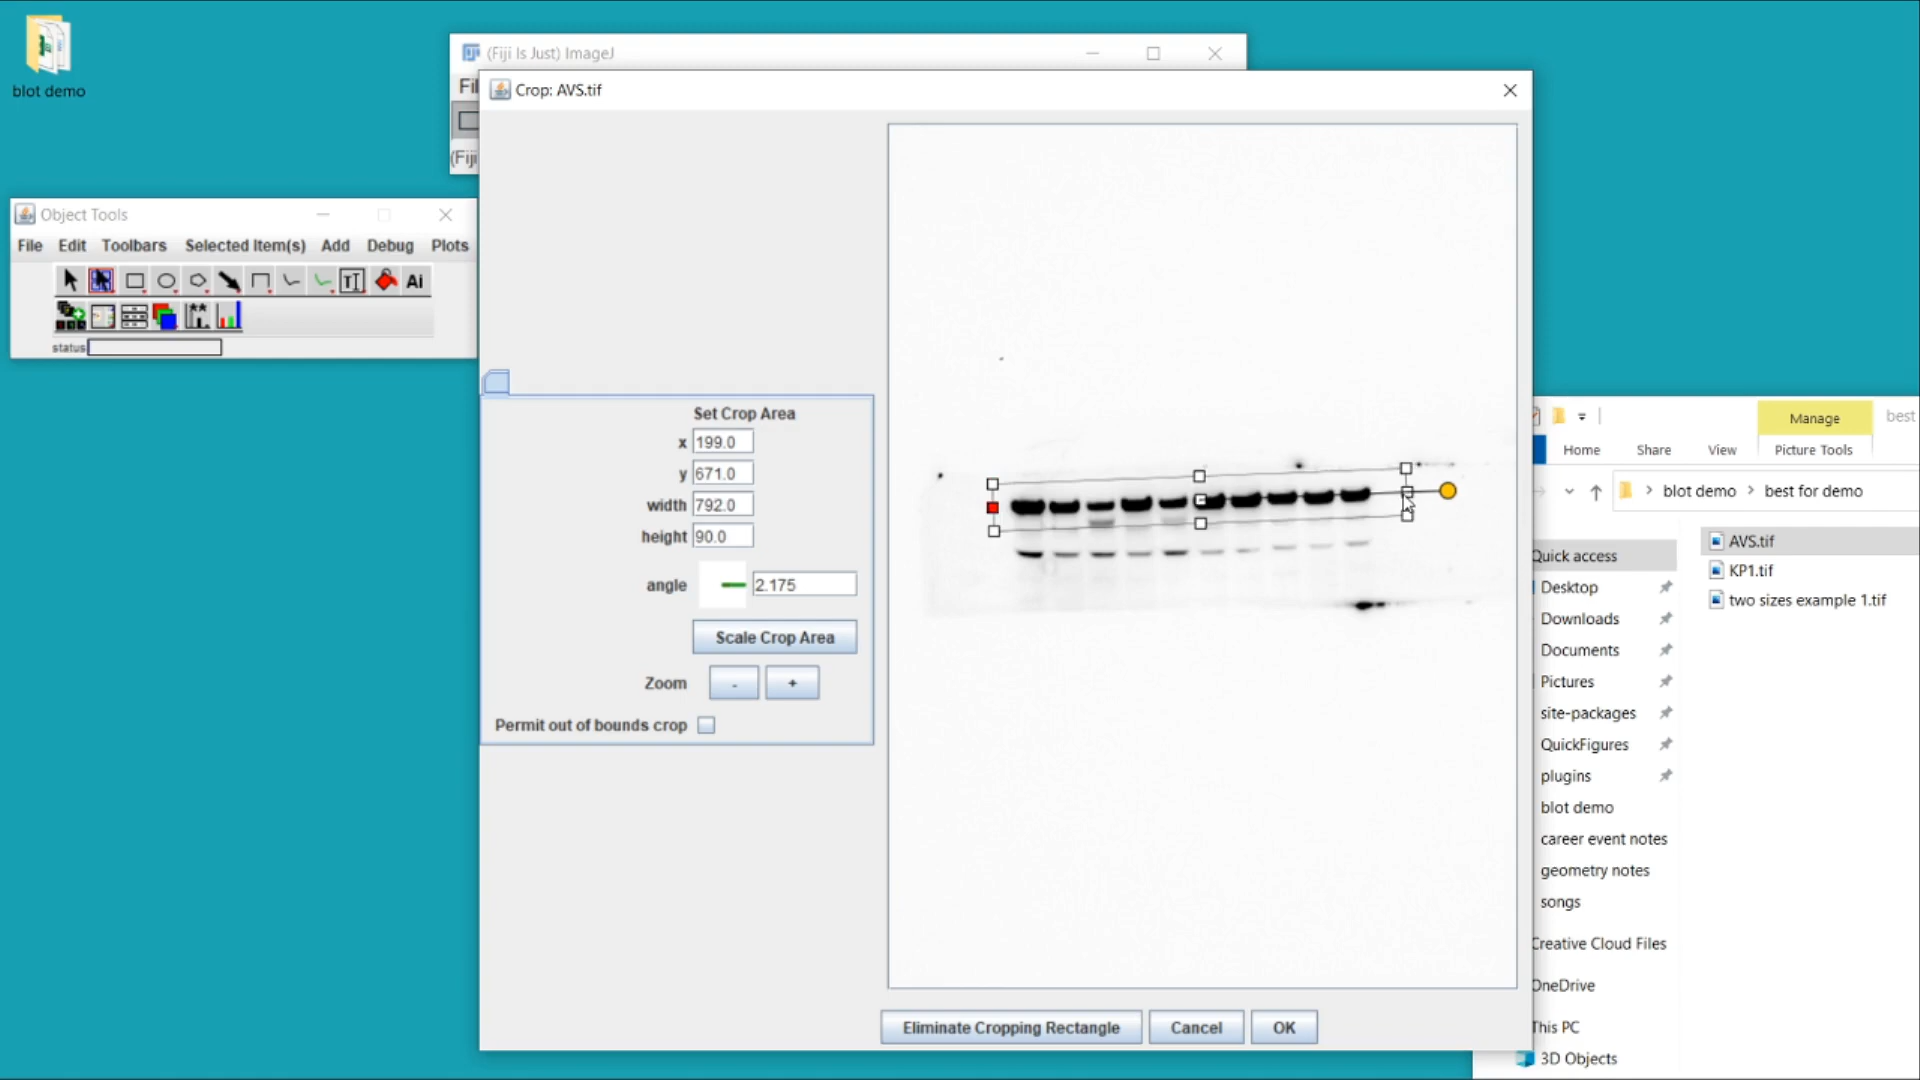 blot demo
(Fiji Is Just) ImageJ
Fil
(Fiji
Crop: AVS.tif
Object Tools
File Edit Toolbars Selected Item(s) Add Debug Plots
T Ai
status
Set Crop Area
x 199.0
y 671.0
width 792.0
height 90.0
angle 2.175
Scale Crop Area
Zoom - +
Permit out of bounds crop
Eliminate Cropping Rectangle Cancel OK
Manage best
Home Share View Picture Tools
blot demo best for demo
Quick access
Desktop
Downloads
Documents
Pictures
site-packages
QuickFigures
plugins
blot demo
career event notes
geometry notes
songs
Creative Cloud Files
OneDrive
This PC
3D Objects
AVS.tif
KP1.tif
two sizes example 1.tif